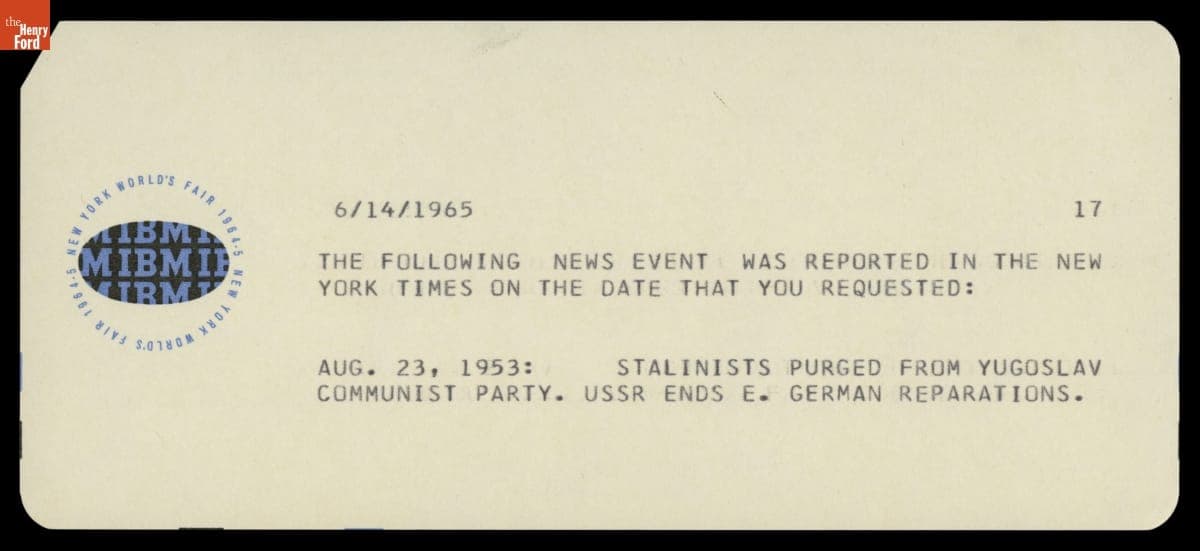 the
Henry
Ford
NEW YORK WORLD'S FAIR 1964-5 NEW YORK WORLD'S FAIR 1964-5
MIBMI
MIBMIB
MIBMI
6/14/1965 17
THE FOLLOWING NEWS EVENT WAS REPORTED IN THE NEW
YORK TIMES ON THE DATE THAT YOU REQUESTED:
AUG. 23, 1953: STALINISTS PURGED FROM YUGOSLAV
COMMUNIST PARTY. USSR ENDS E. GERMAN REPARATIONS.